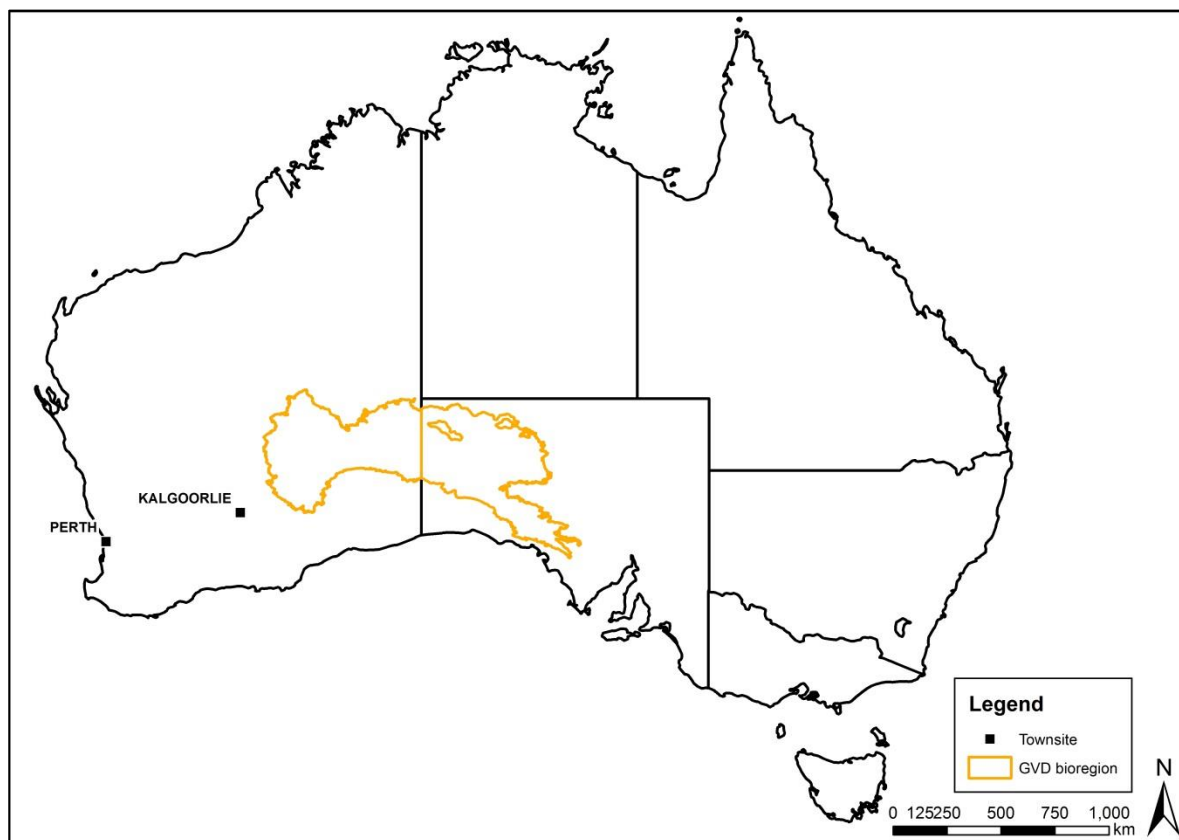 KALGOORLIE
PERTH
Legend
Townsite
GVD bioregion
N
0 125250 500 750 1,000
km